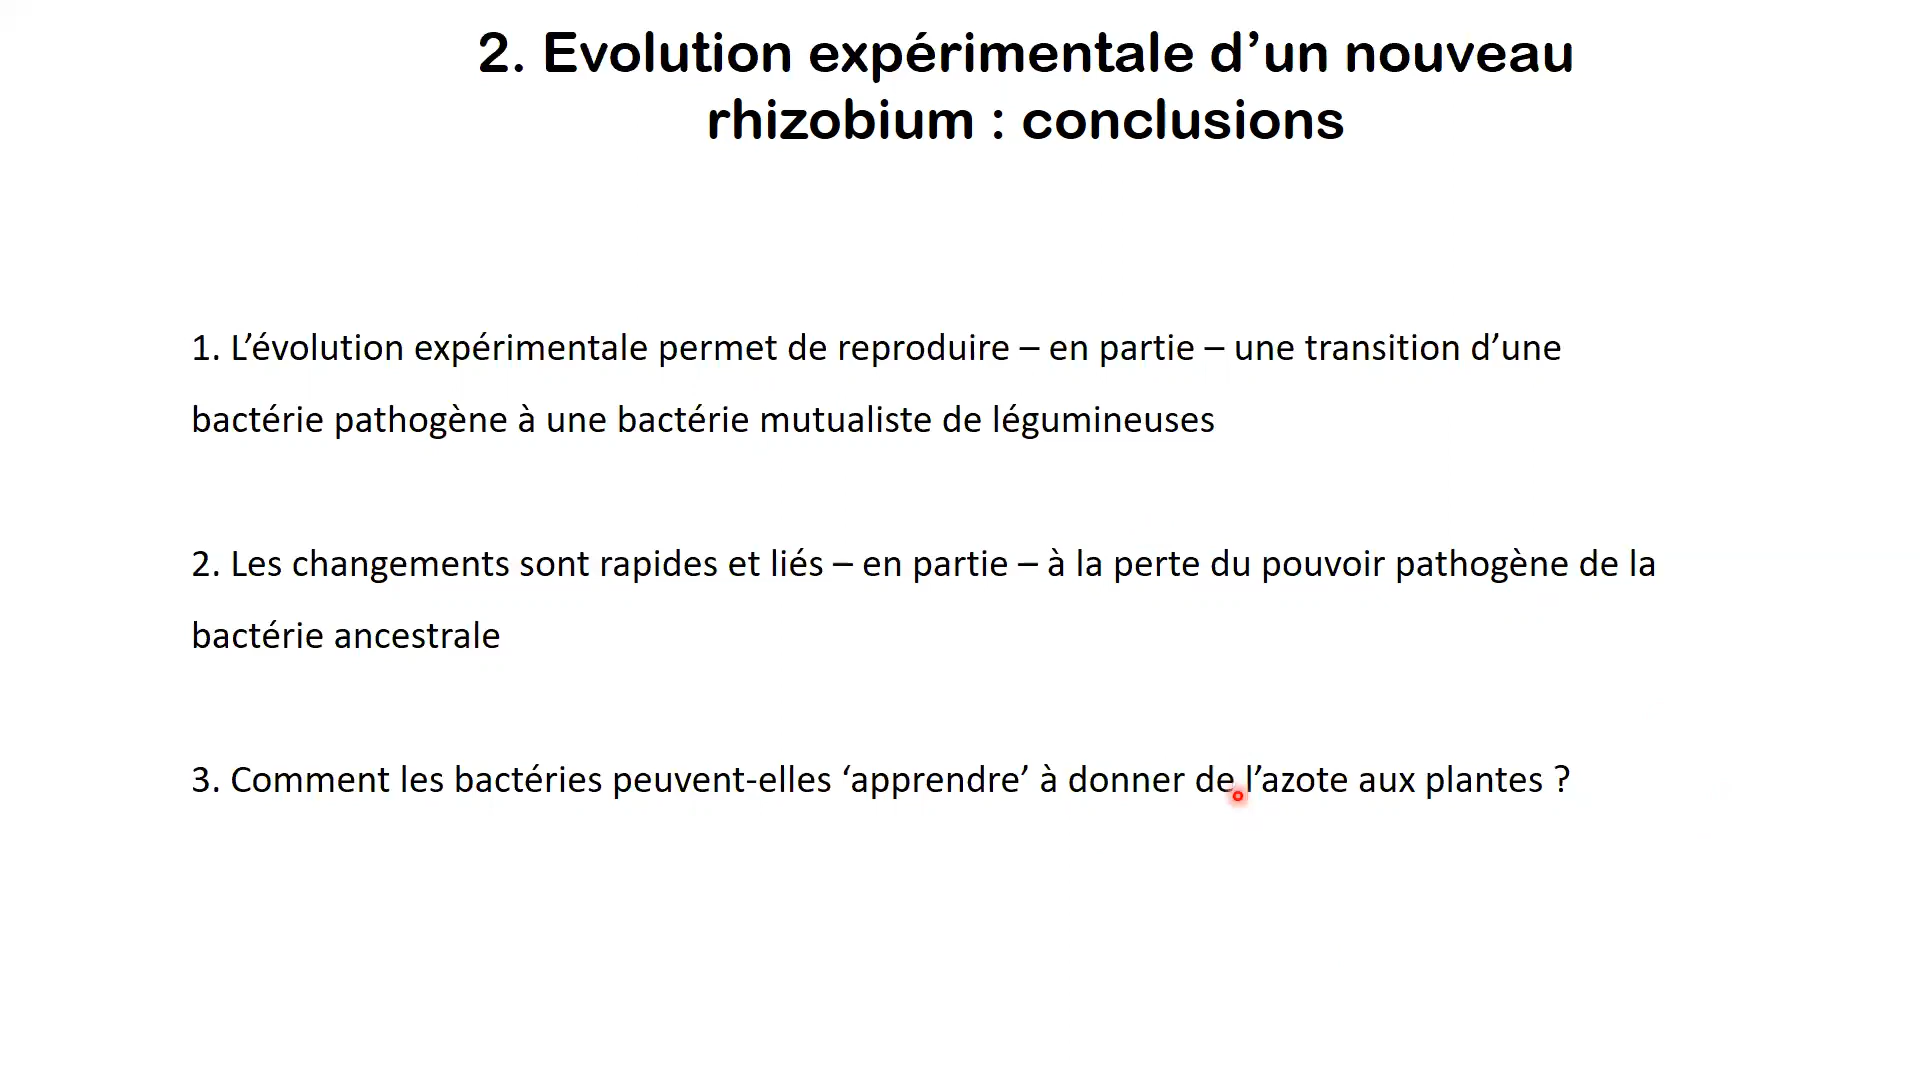 2. Evolution expérimentale d’un nouveau
rhizobium : conclusions
1. L’évolution expérimentale permet de reproduire – en partie – une transition d’une
bactérie pathogène à une bactérie mutualiste de légumineuses
2. Les changements sont rapides et liés – en partie – à la perte du pouvoir pathogène de la
bactérie ancestrale
3. Comment les bactéries peuvent-elles ‘apprendre’ à donner de l’azote aux plantes ?